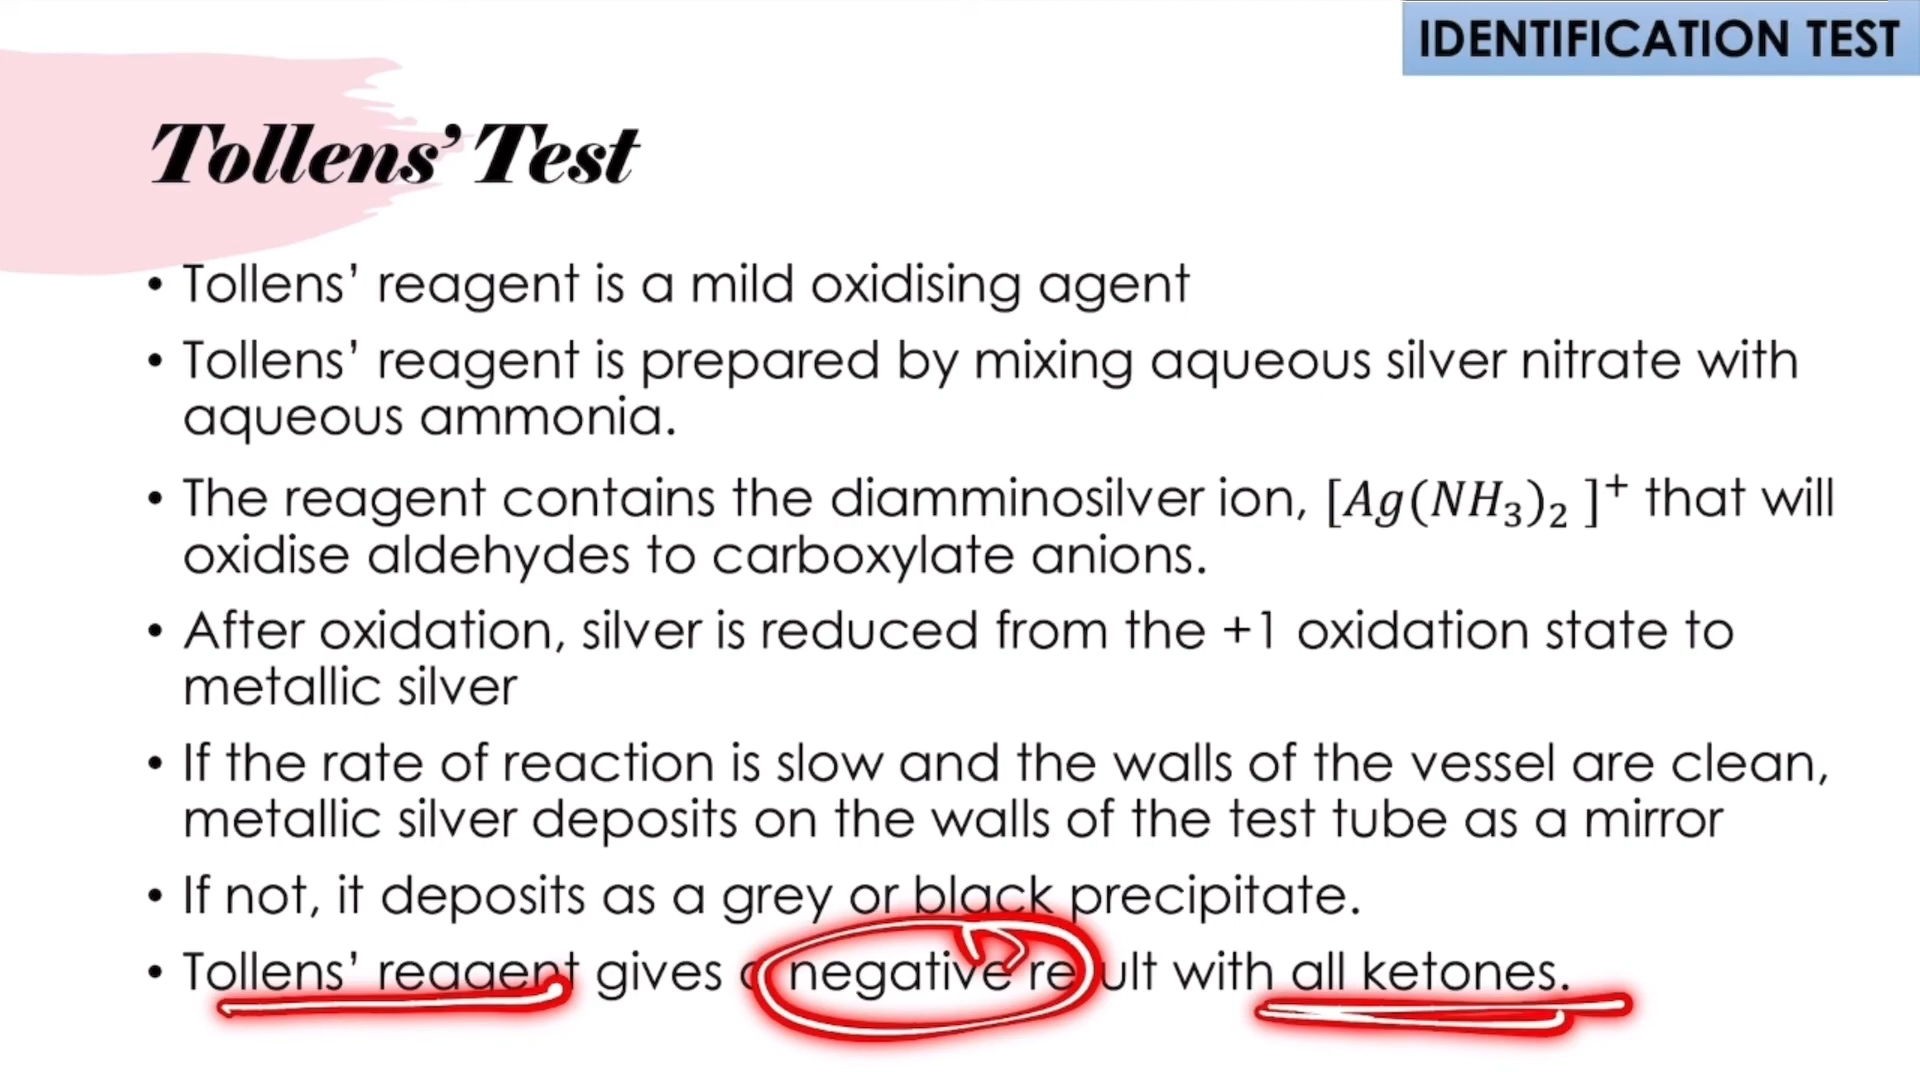 IDENTIFICATION TEST
Tollens’ Test
• Tollens’ reagent is a mild oxidising agent
• Tollens’ reagent is prepared by mixing aqueous silver nitrate with
aqueous ammonia.
• The reagent contains the diamminosilver ion, [Ag(NH₃)₂ ]⁺ that will
oxidise aldehydes to carboxylate anions.
• After oxidation, silver is reduced from the +1 oxidation state to
metallic silver
• If the rate of reaction is slow and the walls of the vessel are clean,
metallic silver deposits on the walls of the test tube as a mirror
• If not, it deposits as a grey or black precipitate.
• Tollens’ reagent gives a negative result with all ketones.